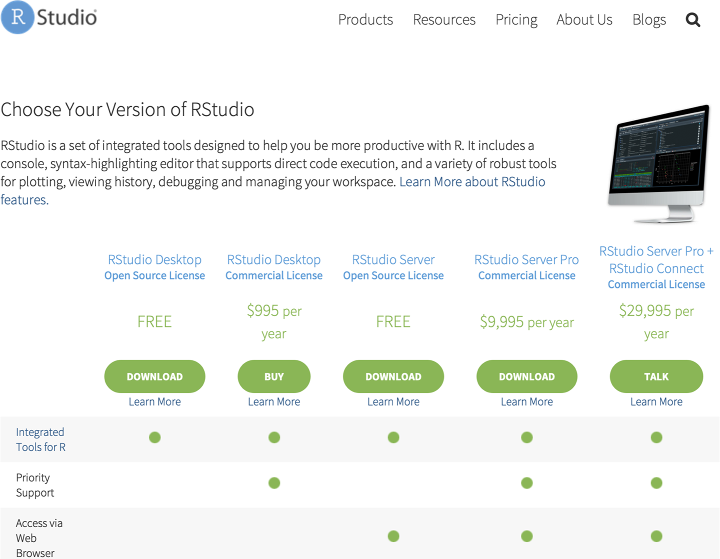 R Studio®
Products Resources Pricing About Us Blogs
Choose Your Version of RStudio
RStudio is a set of integrated tools designed to help you be more productive with R. It includes a
console, syntax-highlighting editor that supports direct code execution, and a variety of robust tools
for plotting, viewing history, debugging and managing your workspace. Learn More about RStudio
features.
RStudio Desktop
Open Source License
FREE
DOWNLOAD
Learn More
RStudio Desktop
Commercial License
$995 per
year
BUY
Learn More
RStudio Server
Open Source License
FREE
DOWNLOAD
Learn More
RStudio Server Pro
Commercial License
$9,995 per year
DOWNLOAD
Learn More
RStudio Server Pro +
RStudio Connect
Commercial License
$29,995 per
year
TALK
Learn More
Integrated
Tools for R
Priority
Support
Access via
Web
Browser